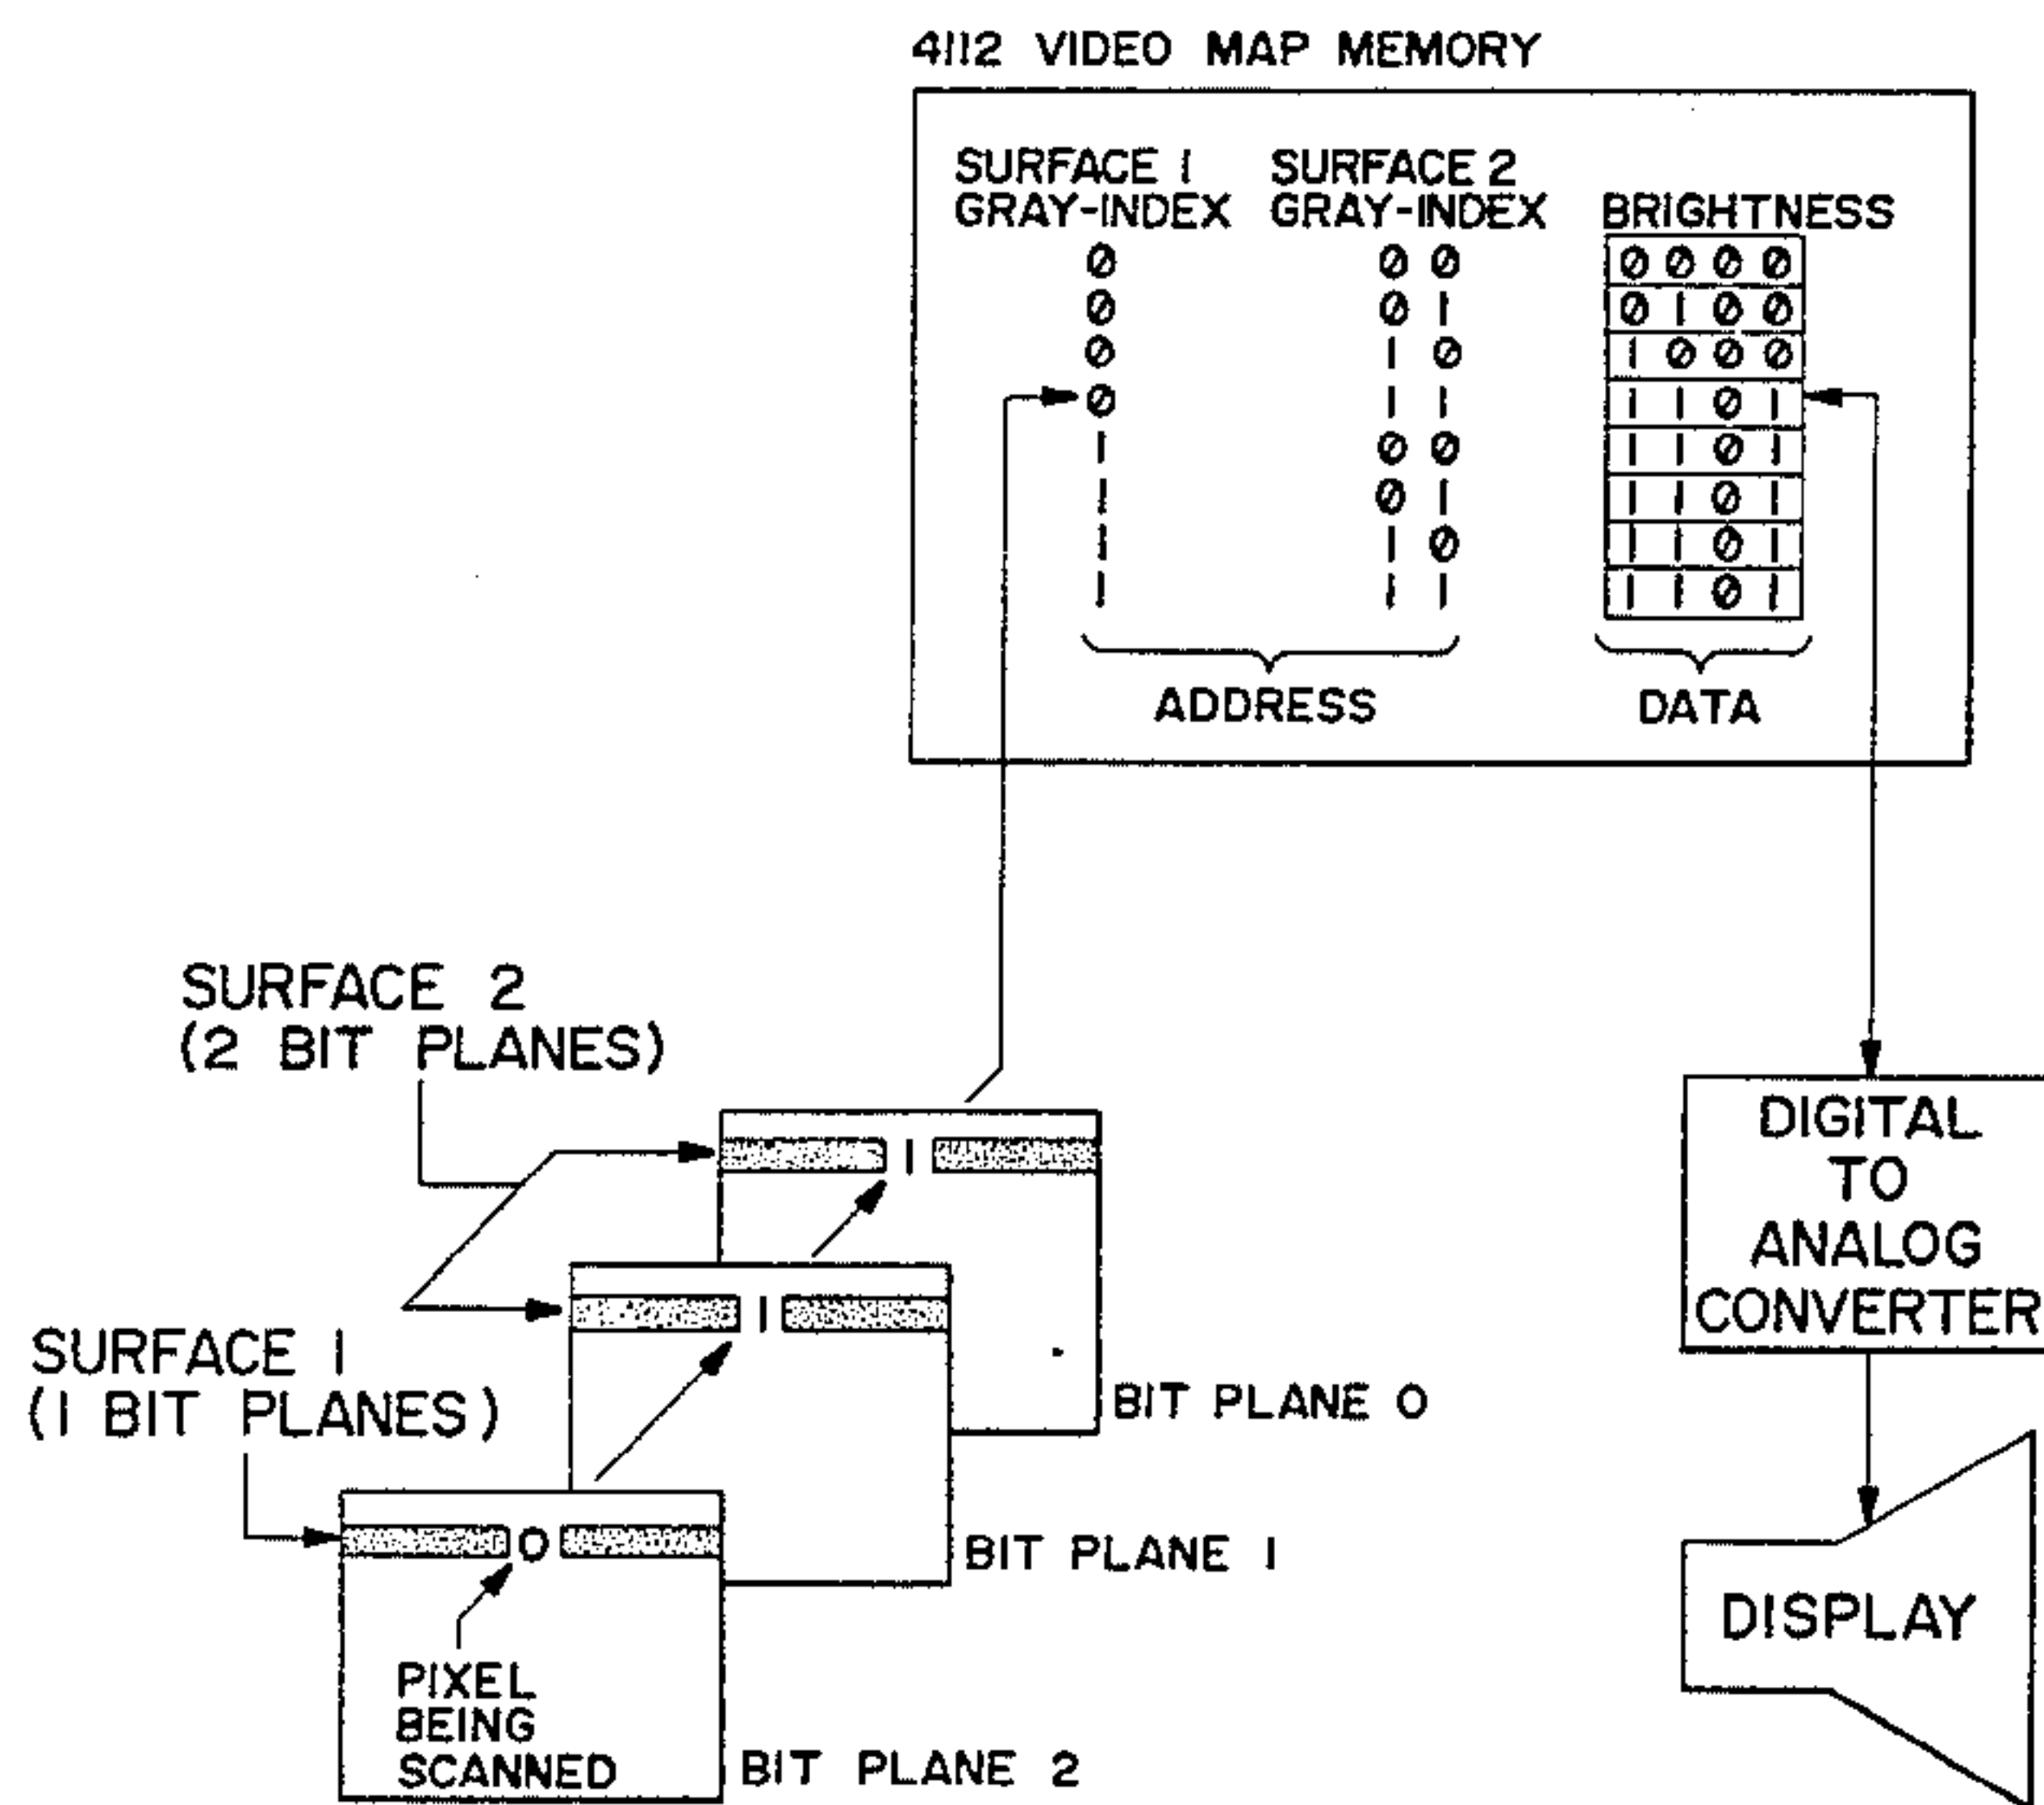 4112 VIDEO MAP MEMORY
SURFACE 1 SURFACE 2
GRAY-INDEX GRAY-INDEX BRIGHTNESS
0 0 0 0 0 0 0
0 0 1 0 1 0 0
0 1 0 1 0 0 0
0 1 1 1 1 0 1
1 0 0 1 1 0 1
1 0 1 1 1 0 1
1 1 0 1 1 0 1
1 1 1 1 1 0 1
ADDRESS DATA
SURFACE 2
(2 BIT PLANES)
1
1
SURFACE 1
(1 BIT PLANES)
BIT PLANE 0
0
BIT PLANE 1
PIXEL
BEING
SCANNED
BIT PLANE 2
DIGITAL
TO
ANALOG
CONVERTER
DISPLAY